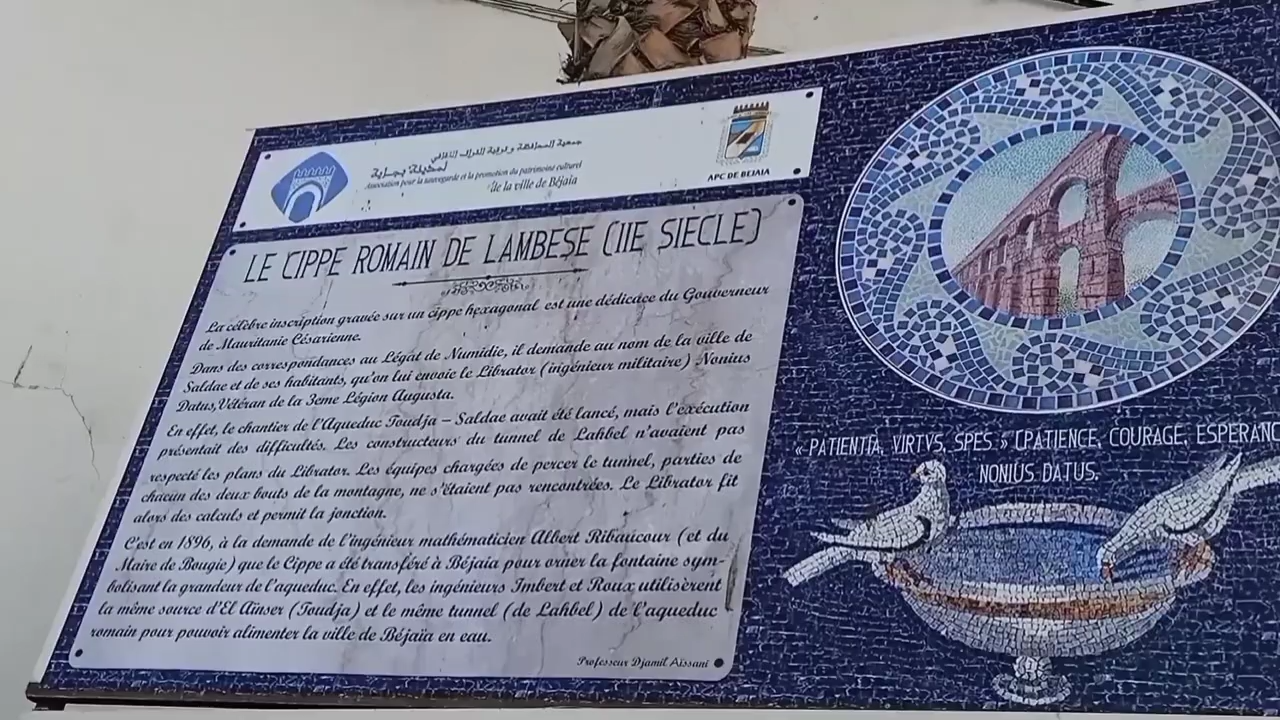 جمعية المحافظة و ترقية التراث الثقافي
لمدينة بجاية
Association pour la sauvegarde et la promotion du patrimoine culturel
de la ville de Béjaia
APC DE BEJAIA
LE CIPPE ROMAIN DE LAMBESE (IIE SIECLE)
La célèbre inscription gravée sur un cippe hexagonal est une dédicace du Gouverneur
de Mauritanie Césarienne.
Dans des correspondances au Légat de Numidie, il demande au nom de la ville de
Saldae et de ses habitants, qu'on lui envoie le Librator (ingénieur militaire) Nonius
Datus,Vétéran de la 3eme Légion Augusta.
En effet, le chantier de l'Aqueduc Toudja – Saldae avait été lancé, mais l'exécution
présentait des difficultés. Les constructeurs du tunnel de Lahbel n'avaient pas
respecté les plans du Librator. Les équipes chargées de percer le tunnel, parties de
chacun des deux bouts de la montagne, ne s'étaient pas rencontrées. Le Librator fit
alors des calculs et permit la jonction.
C'est en 1896, à la demande de l'ingénieur mathématicien Albert Ribaucour (et du
Maire de Bougie) que le Cippe a été transféré à Béjaia pour orner la fontaine sym-
bolisant la grandeur de l'aqueduc. En effet, les ingénieurs Imbert et Roux utilisèrent
la même source d'El Aïnser (Toudja) et le même tunnel (de Lahbel) de l'aqueduc
romain pour pouvoir alimenter la ville de Béjaïa en eau.
Professeur Djamil Aïssani
« PATIENTIA, VIRTVS, SPES » (PATIENCE, COURAGE, ESPERANC
NONIUS DATUS.